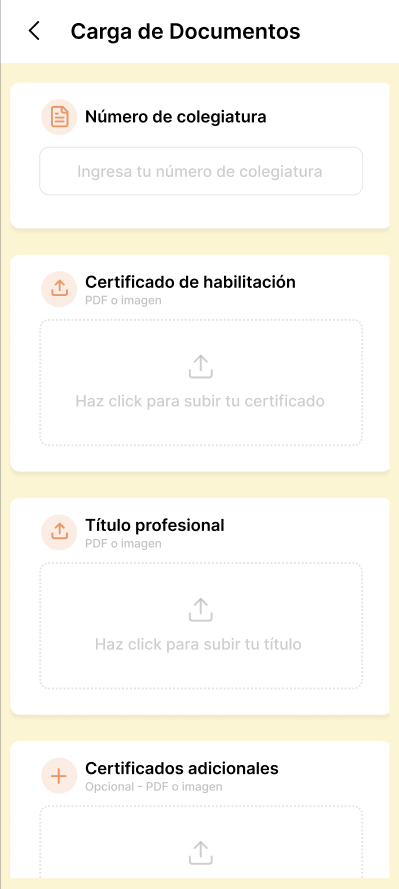 Carga de Documentos
Número de colegiatura
Ingresa tu número de colegiatura
Certificado de habilitación
PDF o imagen
Haz click para subir tu certificado
Título profesional
PDF o imagen
Haz click para subir tu título
Certificados adicionales
Opcional - PDF o imagen